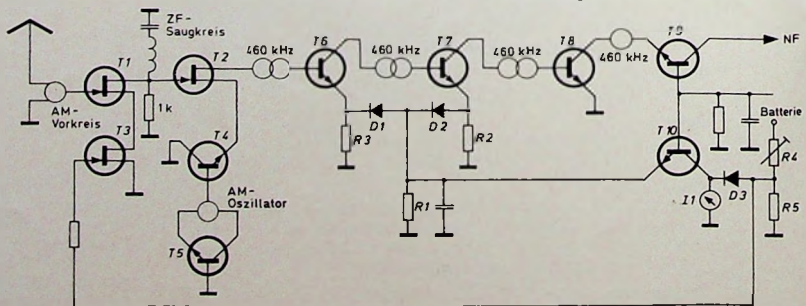 ZF-
Saugkreis
T1
T2
460 kHz
T6
460 kHz
T7
460 kHz
T8
460 kHz
T9
NF
AM-
Vorkreis
1k
T3
T4
R3
D1
D2
R2
Batterie
T10
R4
AM-
Oszillator
T5
R1
I1
D3
R5